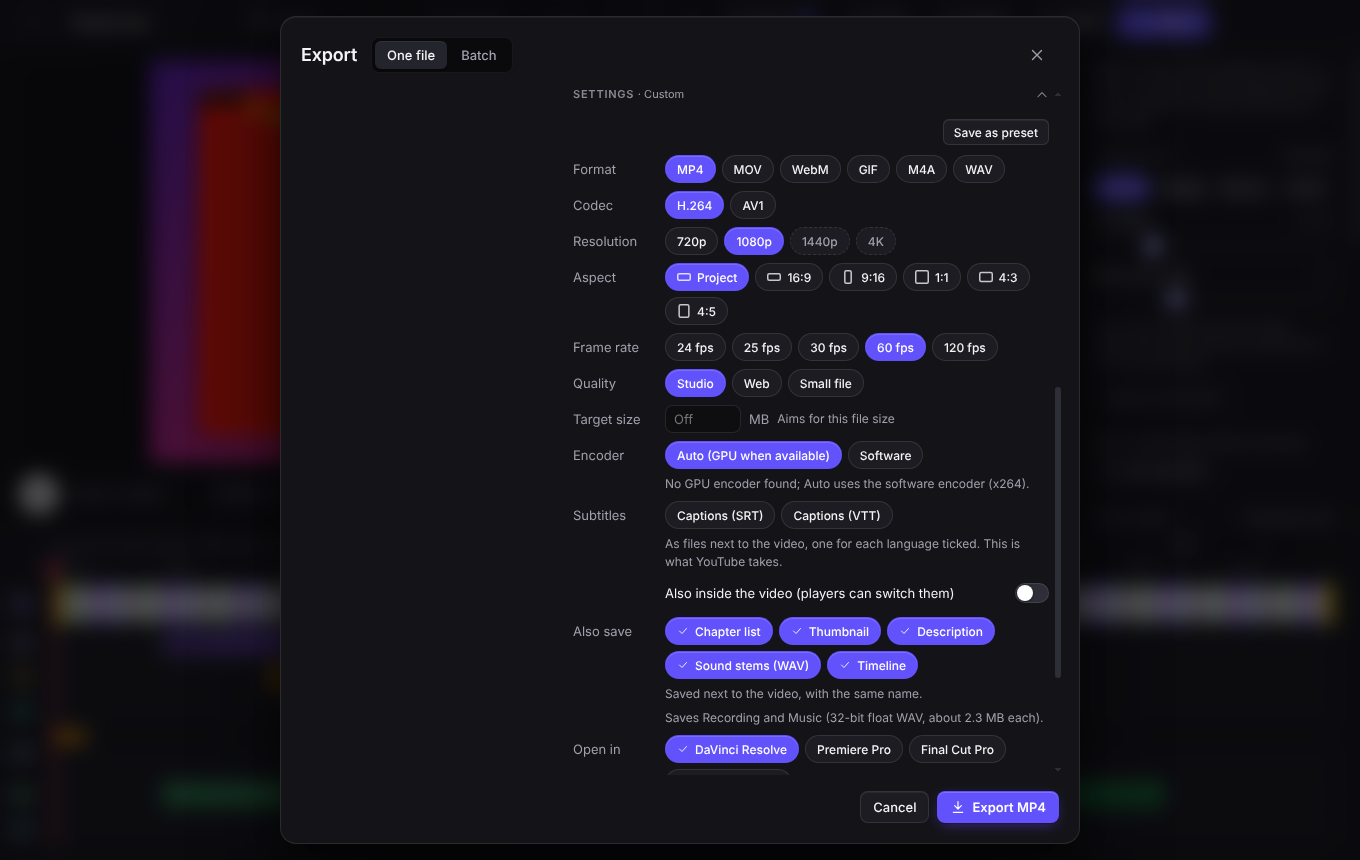 Export One file Batch
SETTINGS · Custom
Save as preset
Format MP4 MOV WebM GIF M4A WAV
Codec H.264 AV1
Resolution 720p 1080p 1440p 4K
Aspect Project 16:9 9:16 1:1 4:3
4:5
Frame rate 24 fps 25 fps 30 fps 60 fps 120 fps
Quality Studio Web Small file
Target size Off MB Aims for this file size
Encoder Auto (GPU when available) Software
No GPU encoder found; Auto uses the software encoder (x264).
Subtitles Captions (SRT) Captions (VTT)
As files next to the video, one for each language ticked. This is
what YouTube takes.
Also inside the video (players can switch them)
Also save Chapter list Thumbnail Description
Sound stems (WAV) Timeline
Saved next to the video, with the same name.
Saves Recording and Music (32-bit float WAV, about 2.3 MB each).
Open in DaVinci Resolve Premiere Pro Final Cut Pro
Cancel Export MP4